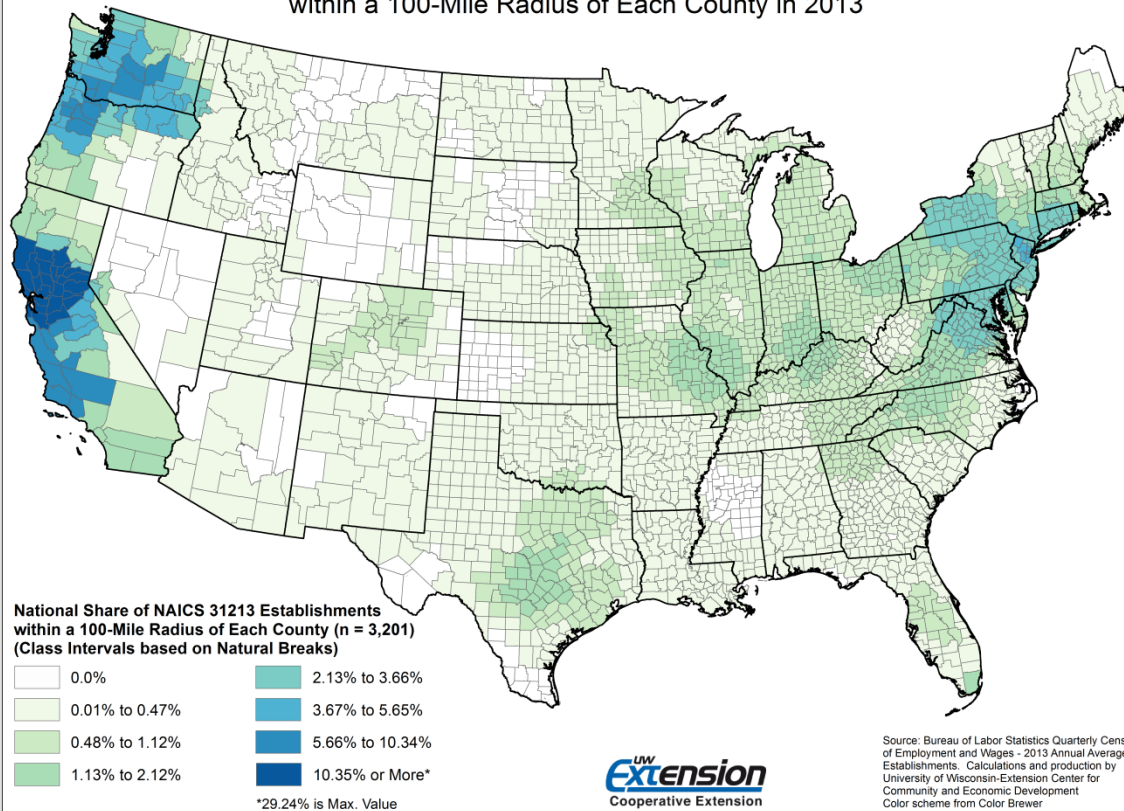 within a 100-Mile Radius of Each County in 2013
National Share of NAICS 31213 Establishments
within a 100-Mile Radius of Each County (n = 3,201)
(Class Intervals based on Natural Breaks)
0.0%
0.01% to 0.47%
0.48% to 1.12%
1.13% to 2.12%
2.13% to 3.66%
3.67% to 5.65%
5.66% to 10.34%
10.35% or More*
*29.24% is Max. Value
UW
Extension
Cooperative Extension
Source: Bureau of Labor Statistics Quarterly Cens
of Employment and Wages - 2013 Annual Average
Establishments. Calculations and production by
University of Wisconsin-Extension Center for
Community and Economic Development
Color scheme from Color Brewer